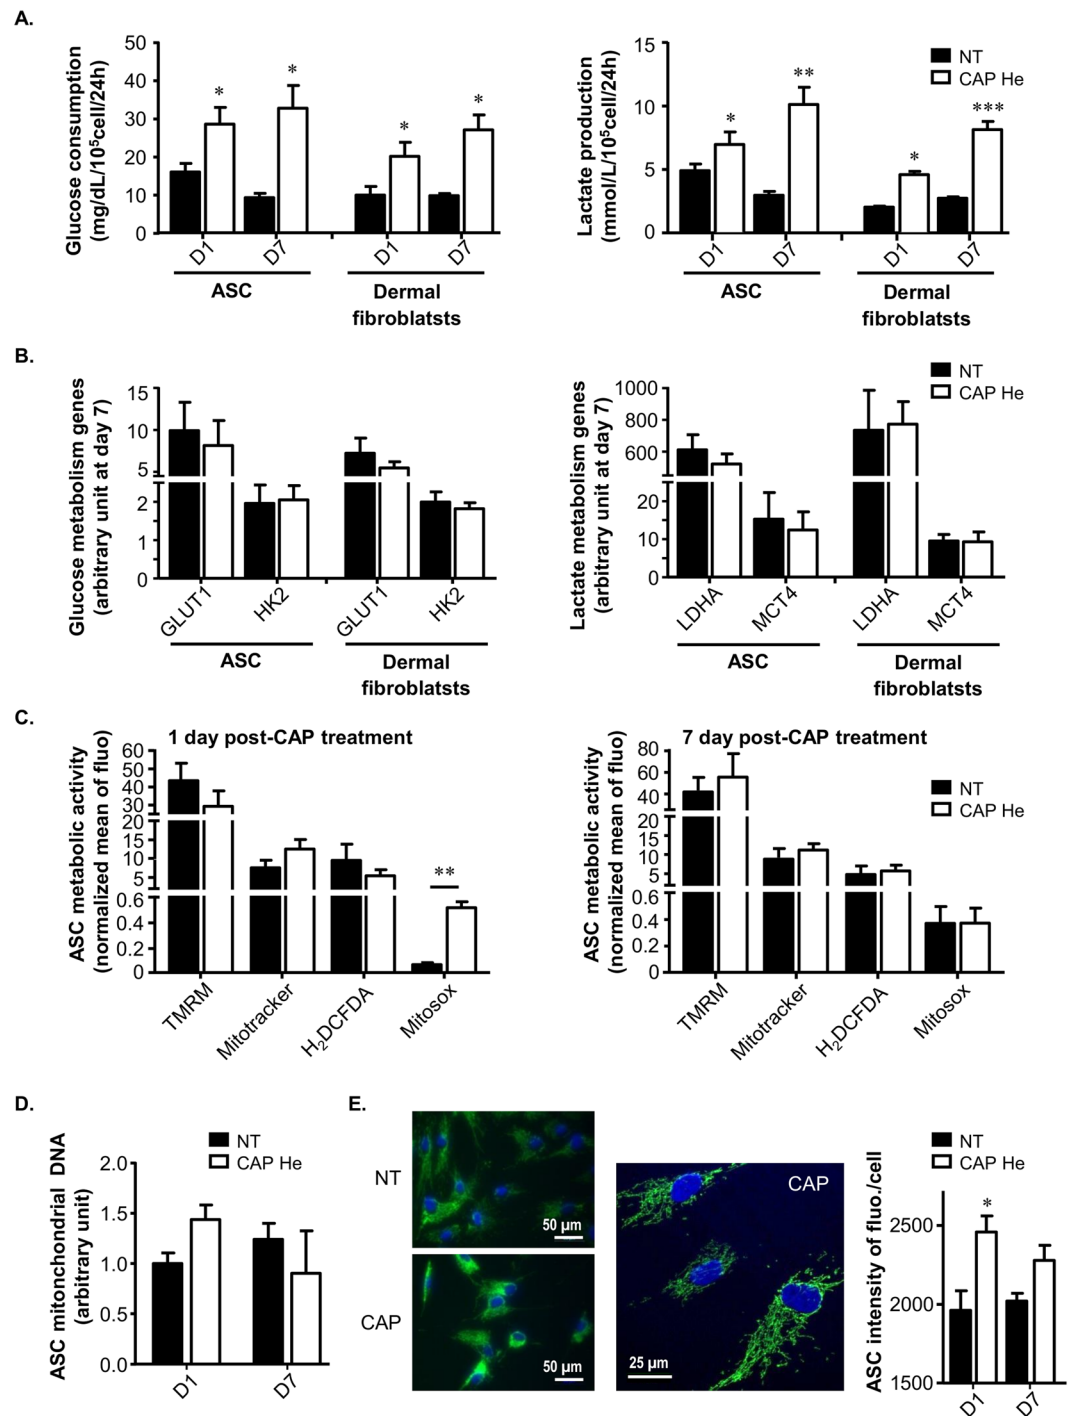 A.
Glucose consumption
(mg/dL/10⁵cell/24h)
50
40
30
20
10
0
*
*
*
*
D1
D7
D1
D7
ASC
Dermal
fibroblatsts
Lactate production
(mmol/L/10⁵cell/24h)
15
10
5
0
*
**
*
***
NT
CAP He
D1
D7
D1
D7
ASC
Dermal
fibroblatsts
B.
Glucose metabolism genes
(arbitrary unit at day 7)
15
10
5
2
1
0
GLUT1
HK2
GLUT1
HK2
ASC
Dermal
fibroblatsts
Lactate metabolism genes
(arbitrary unit at day 7)
1000
800
600
20
10
0
NT
CAP He
LDHA
MCT4
LDHA
MCT4
ASC
Dermal
fibroblatsts
C.
1 day post-CAP treatment
ASC metabolic activity
(normalized mean of fluo)
60
50
40
30
20
15
10
5
0.6
0.4
0.2
0
**
TMRM
Mitotracker
H₂DCFDA
Mitosox
7 day post-CAP treatment
ASC metabolic activity
(normalized mean of fluo)
80
60
40
20
15
10
5
0.6
0.4
0.2
0
NT
CAP He
TMRM
Mitotracker
H₂DCFDA
Mitosox
D.
ASC mitonchondrial DNA
(arbitrary unit)
NT
CAP He
2.0
1.5
1.0
0.5
0.0
D1
D7
E.
NT
50 µm
CAP
50 µm
CAP
25 µm
NT
CAP He
ASC intensity of fluo./cell
2500
2000
1500
*
D1
D7